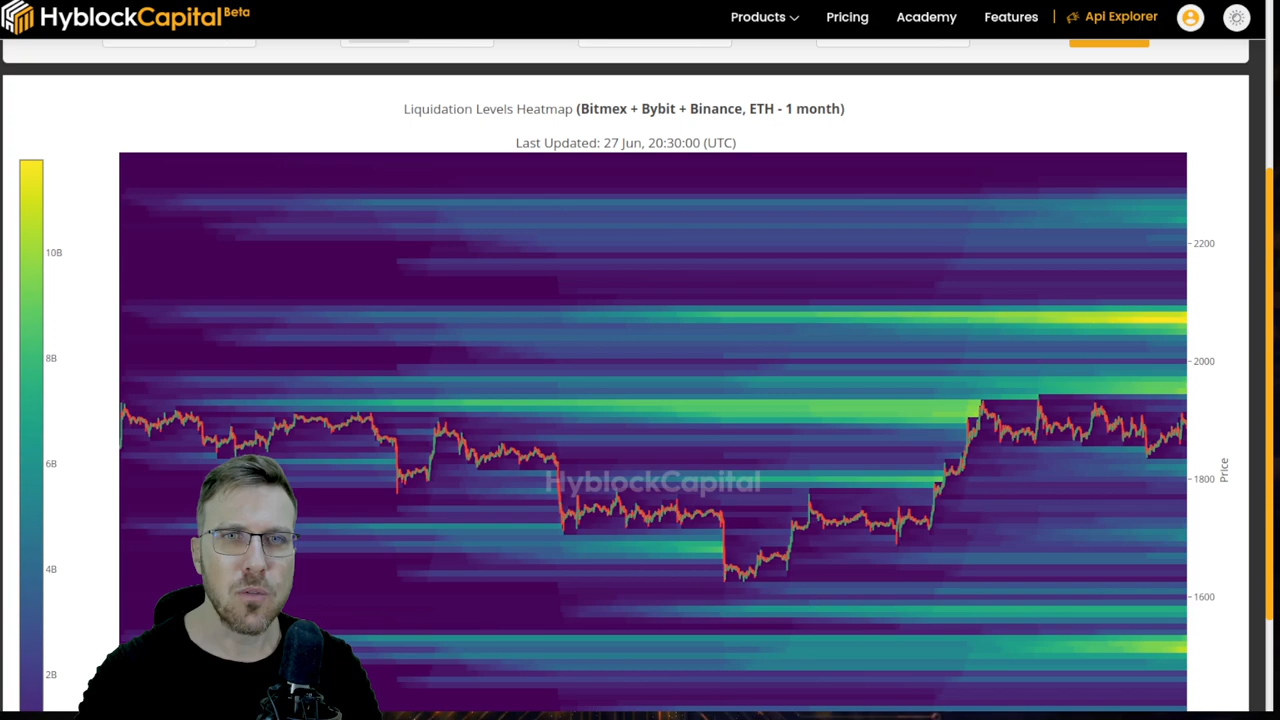 HyblockCapital Beta
Products Pricing Academy Features Api Explorer
Liquidation Levels Heatmap (Bitmex + Bybit + Binance, ETH - 1 month)
Last Updated: 27 Jun, 20:30:00 (UTC)
10B
8B
6B
4B
2B
2200
2000
1800
1600
Price
HyblockCapital